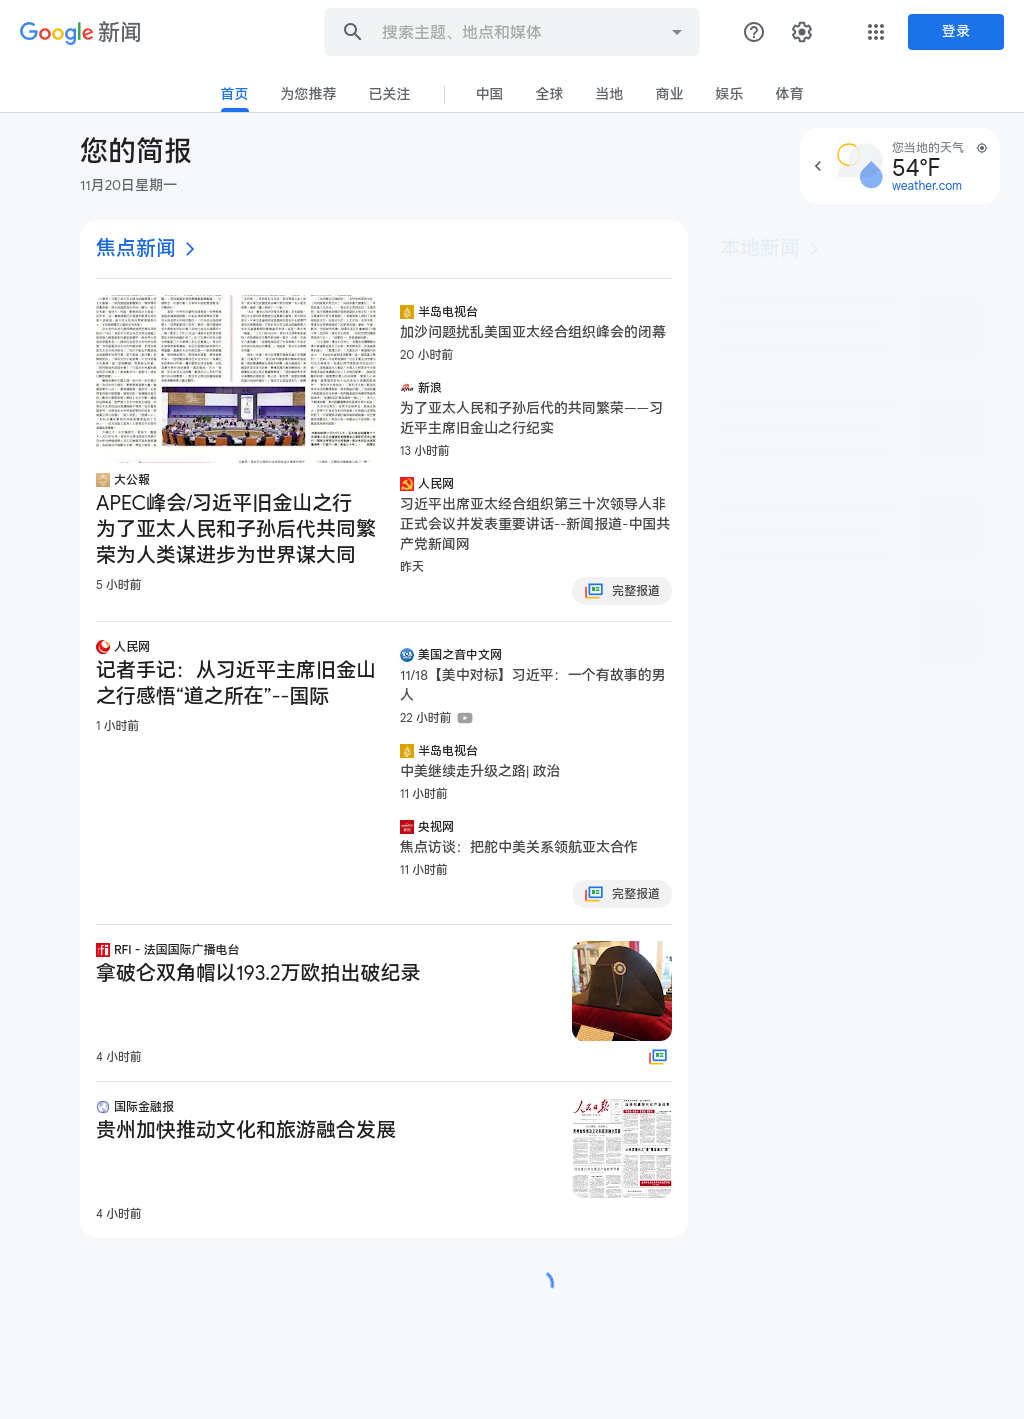 Google 新闻
搜索主题、地点和媒体
登录
首页
为您推荐
已关注
中国
全球
当地
商业
娱乐
体育
您的简报
11月20日星期一
您当地的天气
54°F
weather.com
焦点新闻
本地新闻
大公報
APEC峰会/习近平旧金山之行
为了亚太人民和子孙后代共同繁
荣为人类谋进步为世界谋大同
5 小时前
半岛电视台
加沙问题扰乱美国亚太经合组织峰会的闭幕
20 小时前
新浪
为了亚太人民和子孙后代的共同繁荣——习
近平主席旧金山之行纪实
13 小时前
人民网
习近平出席亚太经合组织第三十次领导人非
正式会议并发表重要讲话--新闻报道-中国共
产党新闻网
昨天
完整报道
人民网
记者手记：从习近平主席旧金山
之行感悟“道之所在”--国际
1 小时前
美国之音中文网
11/18【美中对标】习近平：一个有故事的男
人
22 小时前
半岛电视台
中美继续走升级之路| 政治
11 小时前
央视网
焦点访谈：把舵中美关系领航亚太合作
11 小时前
完整报道
rfi
RFI - 法国国际广播电台
拿破仑双角帽以193.2万欧拍出破纪录
4 小时前
国际金融报
贵州加快推动文化和旅游融合发展
人民日报
4 小时前